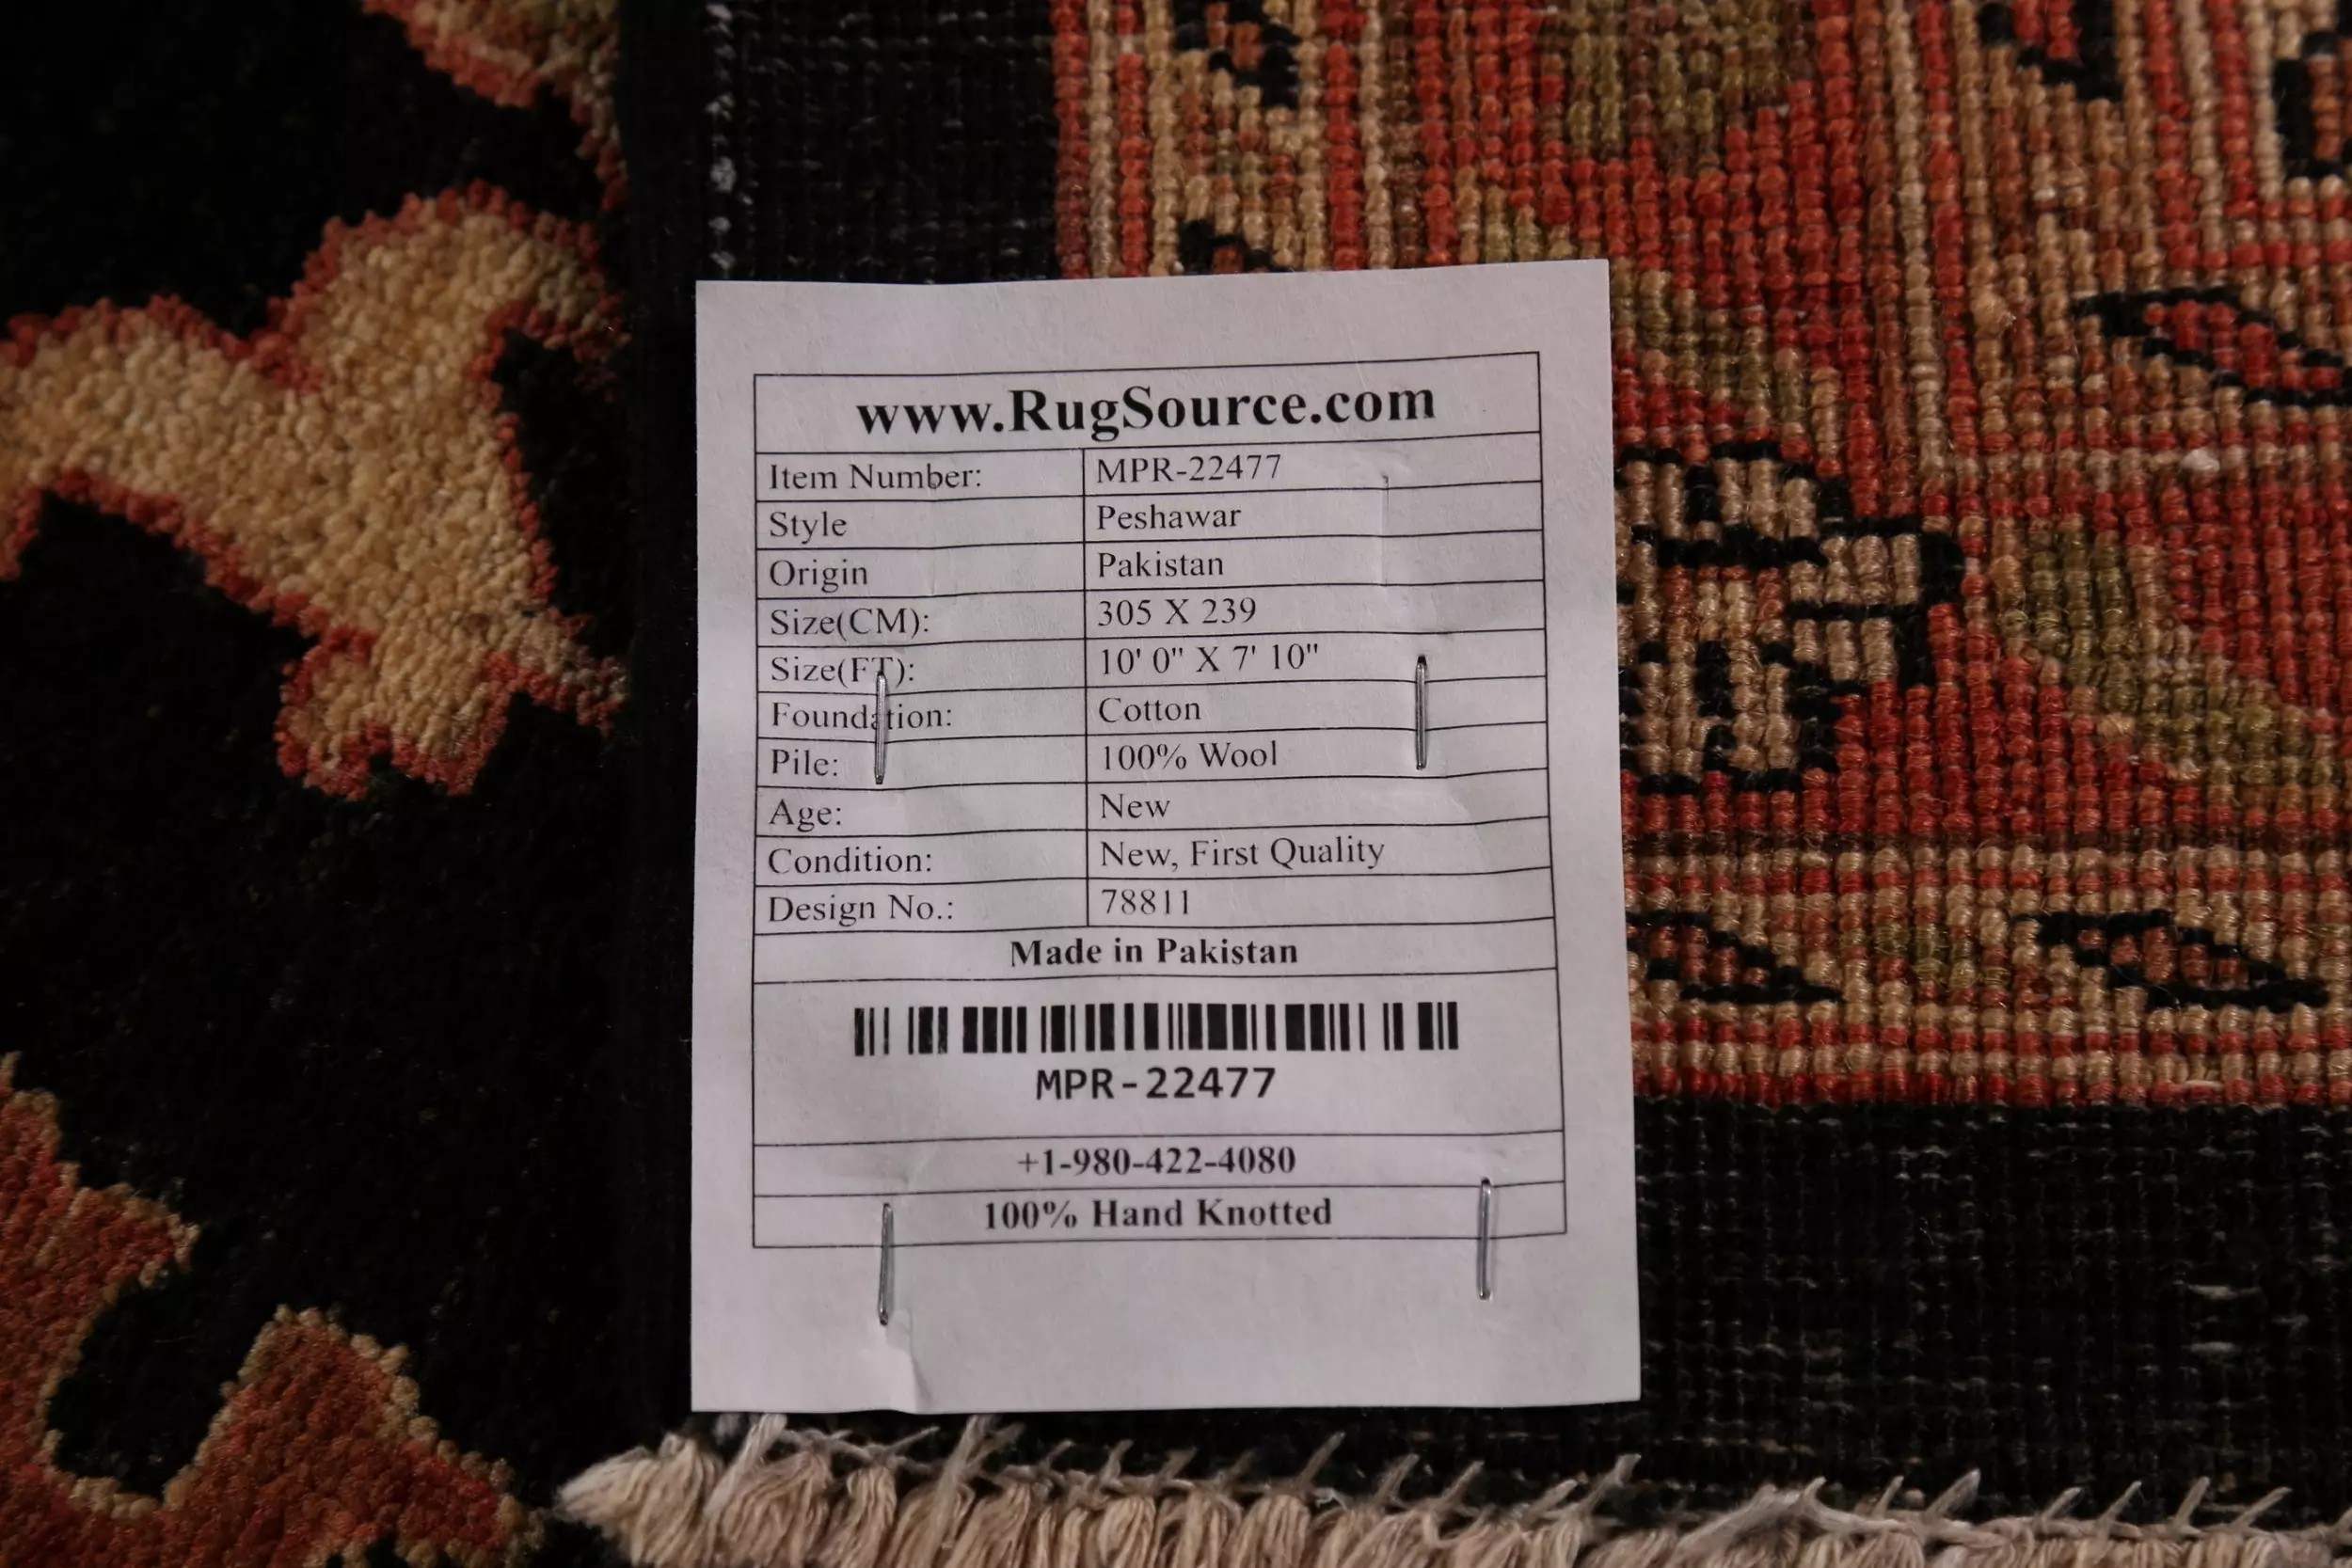 www.RugSource.com
Item Number: MPR-22477
Style Peshawar
Origin Pakistan
Size(CM): 305 X 239
Size(FT): 10' 0" X 7' 10"
Foundation: Cotton
Pile: 100% Wool
Age: New
Condition: New, First Quality
Design No.: 78811
Made in Pakistan
MPR-22477
+1-980-422-4080
100% Hand Knotted